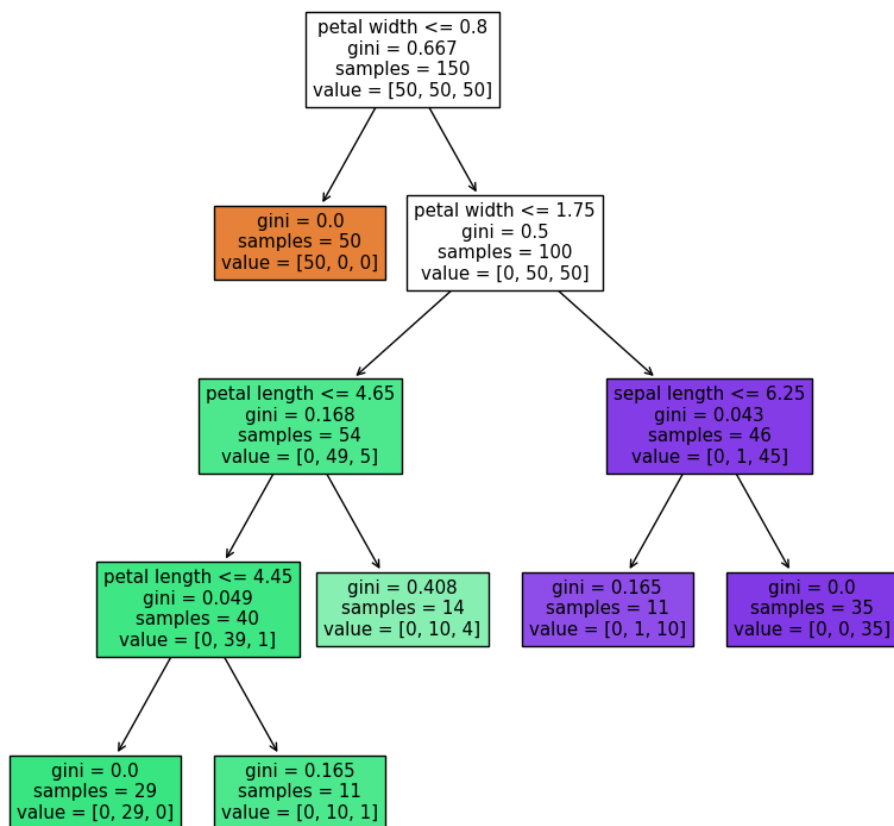 petal width <= 0.8
gini = 0.667
samples = 150
value = [50, 50, 50]
gini = 0.0
samples = 50
value = [50, 0, 0]
petal width <= 1.75
gini = 0.5
samples = 100
value = [0, 50, 50]
petal length <= 4.65
gini = 0.168
samples = 54
value = [0, 49, 5]
sepal length <= 6.25
gini = 0.043
samples = 46
value = [0, 1, 45]
petal length <= 4.45
gini = 0.049
samples = 40
value = [0, 39, 1]
gini = 0.408
samples = 14
value = [0, 10, 4]
gini = 0.165
samples = 11
value = [0, 1, 10]
gini = 0.0
samples = 35
value = [0, 0, 35]
gini = 0.0
samples = 29
value = [0, 29, 0]
gini = 0.165
samples = 11
value = [0, 10, 1]